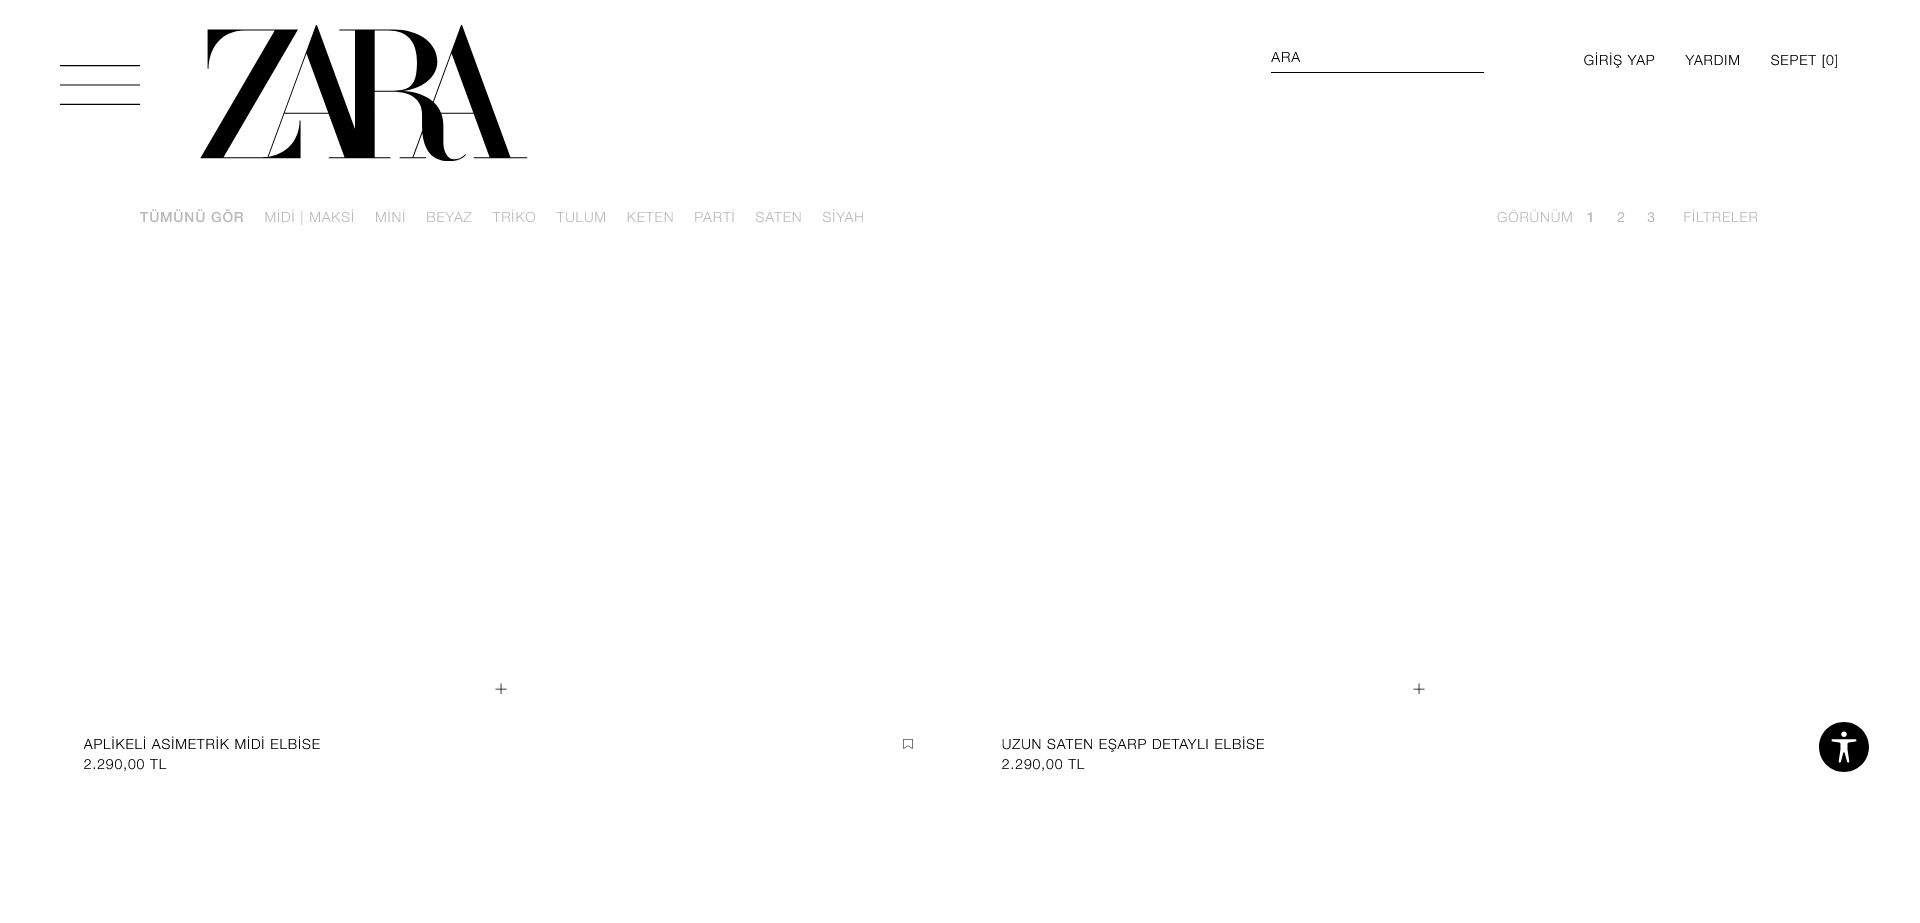 ZARA
ARA
GİRİŞ YAP
YARDIM
SEPET [0]
TÜMÜNÜ GÖR MİDİ | MAKSİ MİNİ BEYAZ TRİKO TULUM KETEN PARTİ SATEN SİYAH
GÖRÜNÜM 1 2 3 FİLTRELER
APLİKELİ ASİMETRİK MİDİ ELBİSE
2.290,00 TL
UZUN SATEN EŞARP DETAYLI ELBİSE
2.290,00 TL